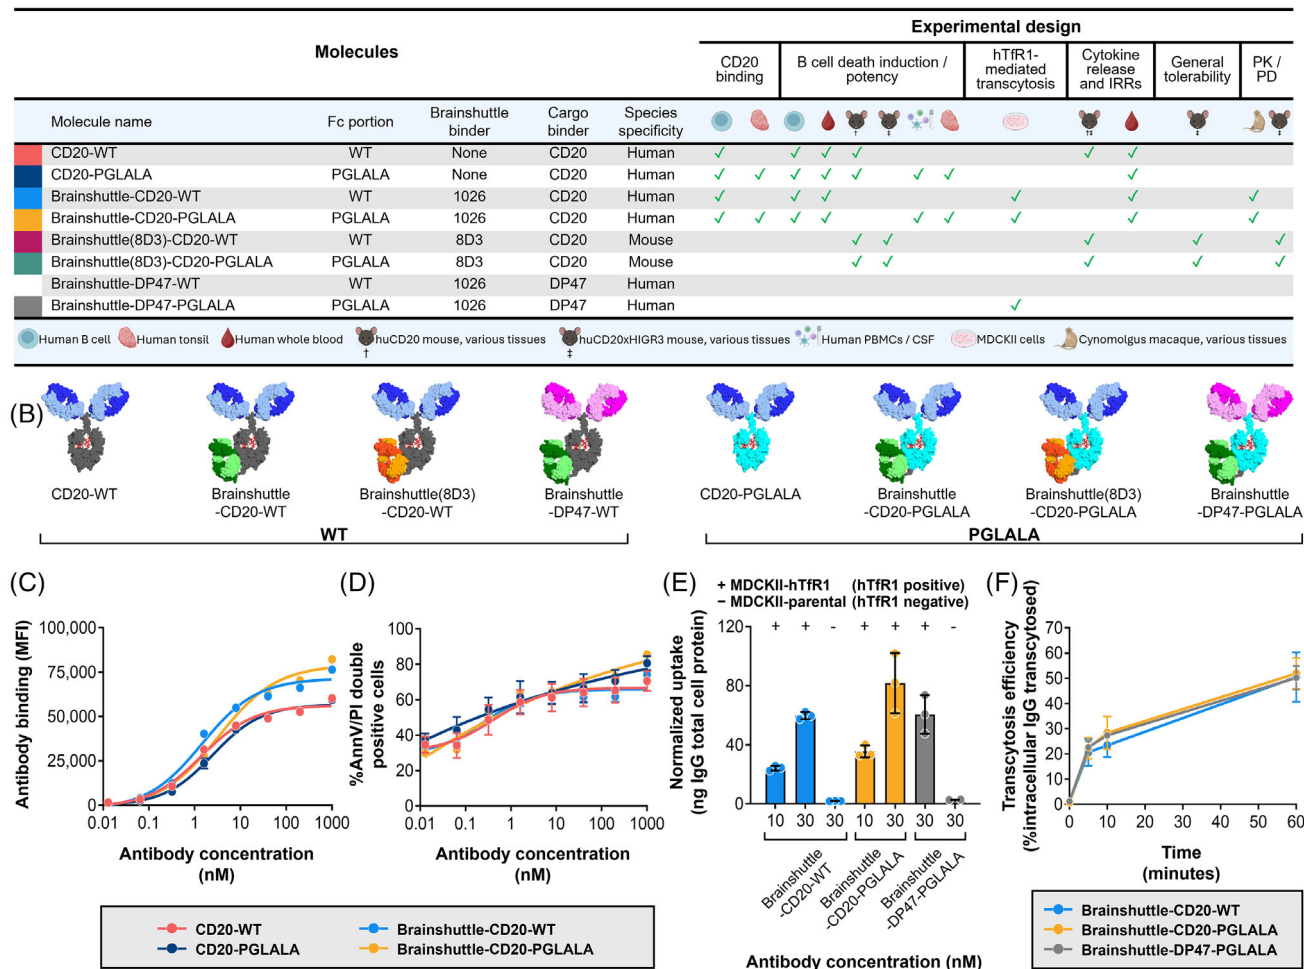 Molecules
Experimental design
CD20 binding
B cell death induction / potency
hTfR1-mediated transcytosis
Cytokine release and IRRs
General tolerability
PK / PD
Molecule name Fc portion Brainshuttle binder Cargo binder Species specificity
† ‡ †‡ ‡ ‡
CD20-WT WT None CD20 Human ✓ ✓ ✓ ✓ ✓ ✓
CD20-PGLALA PGLALA None CD20 Human ✓ ✓ ✓ ✓ ✓ ✓ ✓ ✓
Brainshuttle-CD20-WT WT 1026 CD20 Human ✓ ✓ ✓ ✓ ✓ ✓
Brainshuttle-CD20-PGLALA PGLALA 1026 CD20 Human ✓ ✓ ✓ ✓ ✓ ✓ ✓ ✓ ✓
Brainshuttle(8D3)-CD20-WT WT 8D3 CD20 Mouse ✓ ✓ ✓ ✓ ✓
Brainshuttle(8D3)-CD20-PGLALA PGLALA 8D3 CD20 Mouse ✓ ✓ ✓ ✓ ✓
Brainshuttle-DP47-WT WT 1026 DP47 Human
Brainshuttle-DP47-PGLALA PGLALA 1026 DP47 Human ✓
Human B cell Human tonsil Human whole blood † huCD20 mouse, various tissues ‡ huCD20xHIGR3 mouse, various tissues Human PBMCs / CSF MDCKII cells Cynomolgus macaque, various tissues
(B)
CD20-WT
Brainshuttle
-CD20-WT
Brainshuttle(8D3)
-CD20-WT
Brainshuttle
-DP47-WT
CD20-PGLALA
Brainshuttle
-CD20-PGLALA
Brainshuttle(8D3)
-CD20-PGLALA
Brainshuttle
-DP47-PGLALA
WT
PGLALA
(C)
Antibody binding (MFI)
100,000
75,000
50,000
25,000
0
0.01 0.1 1 10 100 1000
Antibody concentration
(nM)
(D)
%AnnV/PI double
positive cells
100
80
60
40
20
0
0.01 0.1 1 10 100 1000
Antibody concentration
(nM)
CD20-WT
CD20-PGLALA
Brainshuttle-CD20-WT
Brainshuttle-CD20-PGLALA
(E)
+ MDCKII-hTfR1 (hTfR1 positive)
− MDCKII-parental (hTfR1 negative)
+ + - + + + -
Normalized uptake
(ng IgG total cell protein)
120
80
40
0
10 30 30 10 30 30 30
Brainshuttle
-CD20-WT
Brainshuttle
-CD20-PGLALA
Brainshuttle
-DP47-PGLALA
Antibody concentration (nM)
(F)
Transcytosis efficiency
(%intracellular IgG transcytosed)
70
60
50
40
30
20
10
0
0 10 20 30 40 50 60
Time
(minutes)
Brainshuttle-CD20-WT
Brainshuttle-CD20-PGLALA
Brainshuttle-DP47-PGLALA